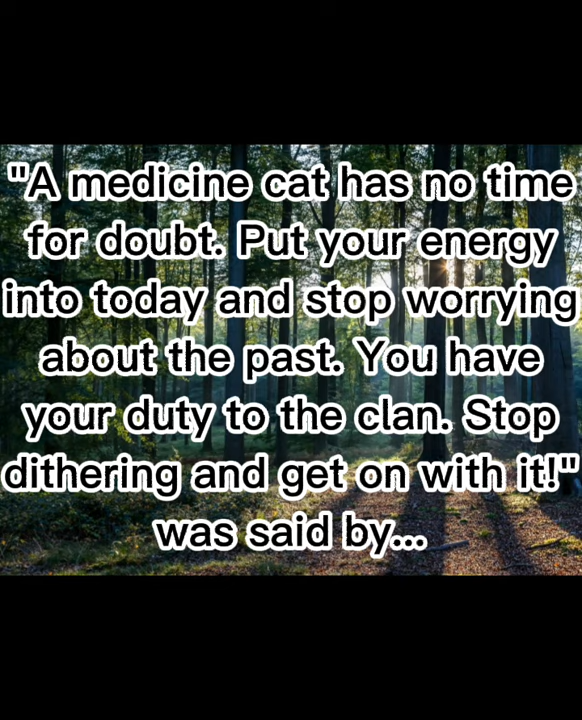 "A medicine cat has no time
for doubt. Put your energy
into today and stop worrying
about the past. You have
your duty to the clan. Stop
dithering and get on with it!"
was said by...